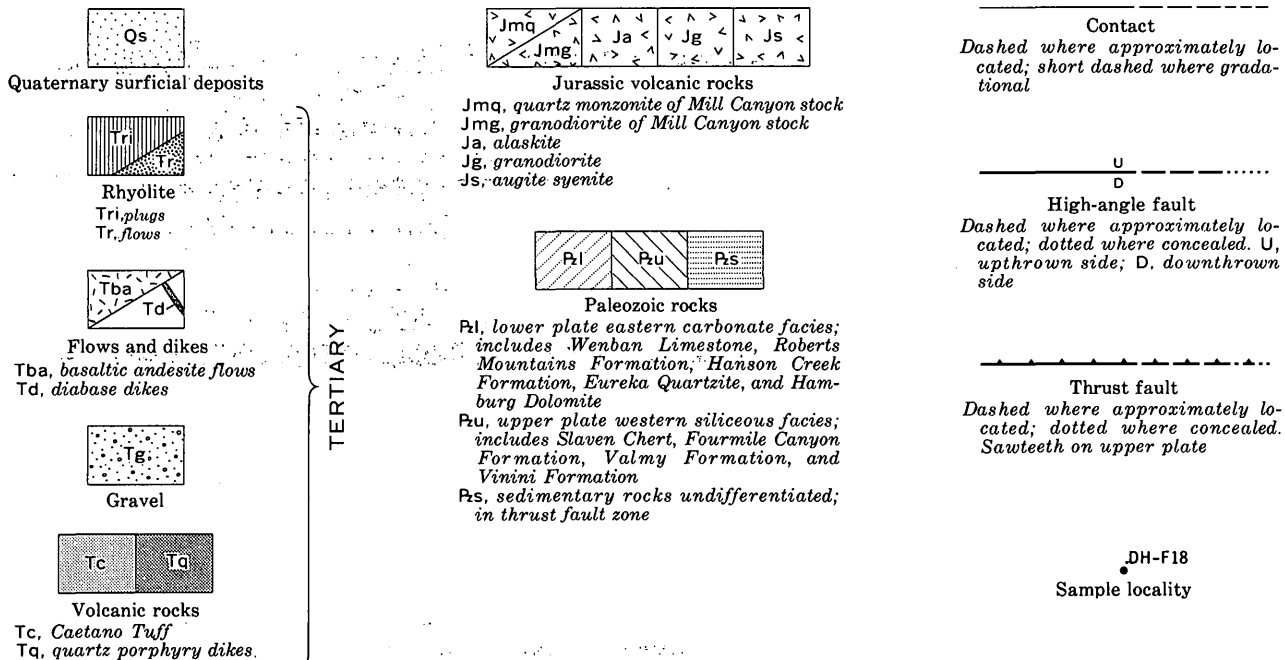 Qs
Quaternary surficial deposits
Tri
Tr
Rhyolite
Tri, plugs
Tr, flows
Tba
Td
Flows and dikes
Tba, basaltic andesite flows
Td, diabase dikes
Tg
Gravel
Tc
Tq
Volcanic rocks
Tc, Caetano Tuff
Tq, quartz porphyry dikes
TERTIARY
Jmq
Jmg
Ja
Jg
Js
Jurassic volcanic rocks
Jmq, quartz monzonite of Mill Canyon stock
Jmg, granodiorite of Mill Canyon stock
Ja, alaskite
Jg, granodiorite
Js, augite syenite
Pzl
Pzu
Pzs
Paleozoic rocks
Pzl, lower plate eastern carbonate facies;
includes Wenban Limestone, Roberts
Mountains Formation, Hanson Creek
Formation, Eureka Quartzite, and Ham-
burg Dolomite
Pzu, upper plate western siliceous facies;
includes Slaven Chert, Fourmile Canyon
Formation, Valmy Formation, and
Vinini Formation
Pzs, sedimentary rocks undifferentiated;
in thrust fault zone
Contact
Dashed where approximately lo-
cated; short dashed where grada-
tional
U
D
High-angle fault
Dashed where approximately lo-
cated; dotted where concealed. U,
upthrown side; D, downthrown
side
Thrust fault
Dashed where approximately lo-
cated; dotted where concealed.
Sawteeth on upper plate
DH-F18
Sample locality